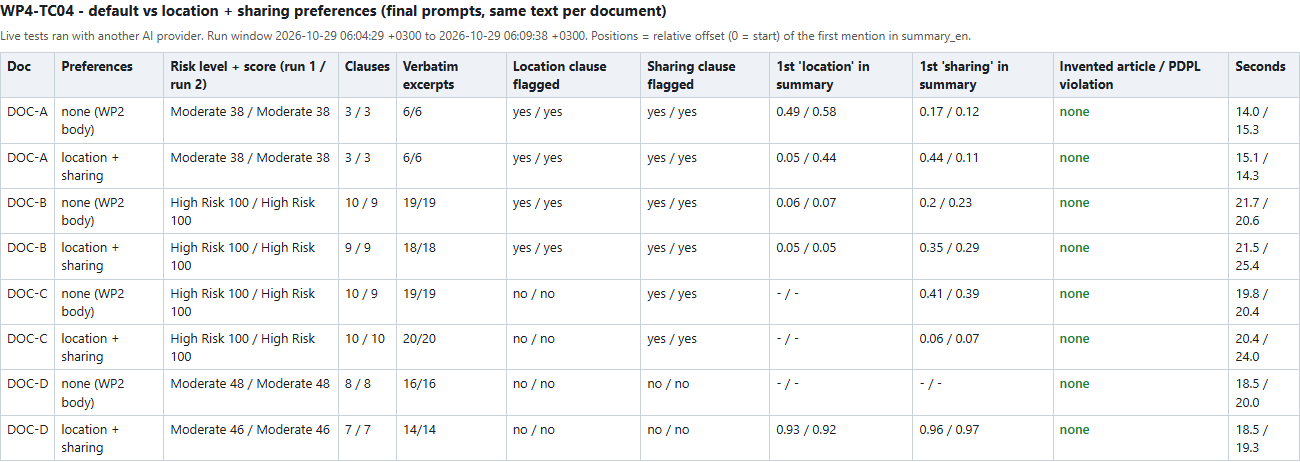 WP4-TC04 - default vs location + sharing preferences (final prompts, same text per document)
Live tests ran with another AI provider. Run window 2026-10-29 06:04:29 +0300 to 2026-10-29 06:09:38 +0300. Positions = relative offset (0 = start) of the first mention in summary_en.
Doc Preferences Risk level + score (run 1 / run 2) Clauses Verbatim excerpts Location clause flagged Sharing clause flagged 1st 'location' in summary 1st 'sharing' in summary Invented article / PDPL violation Seconds
DOC-A none (WP2 body) Moderate 38 / Moderate 38 3 / 3 6/6 yes / yes yes / yes 0.49 / 0.58 0.17 / 0.12 none 14.0 / 15.3
DOC-A location + sharing Moderate 38 / Moderate 38 3 / 3 6/6 yes / yes yes / yes 0.05 / 0.44 0.44 / 0.11 none 15.1 / 14.3
DOC-B none (WP2 body) High Risk 100 / High Risk 100 10 / 9 19/19 yes / yes yes / yes 0.06 / 0.07 0.2 / 0.23 none 21.7 / 20.6
DOC-B location + sharing High Risk 100 / High Risk 100 9 / 9 18/18 yes / yes yes / yes 0.05 / 0.05 0.35 / 0.29 none 21.5 / 25.4
DOC-C none (WP2 body) High Risk 100 / High Risk 100 10 / 9 19/19 no / no yes / yes - / - 0.41 / 0.39 none 19.8 / 20.4
DOC-C location + sharing High Risk 100 / High Risk 100 10 / 10 20/20 no / no yes / yes - / - 0.06 / 0.07 none 20.4 / 24.0
DOC-D none (WP2 body) Moderate 48 / Moderate 48 8 / 8 16/16 no / no no / no - / - - / - none 18.5 / 20.0
DOC-D location + sharing Moderate 46 / Moderate 46 7 / 7 14/14 no / no no / no 0.93 / 0.92 0.96 / 0.97 none 18.5 / 19.3